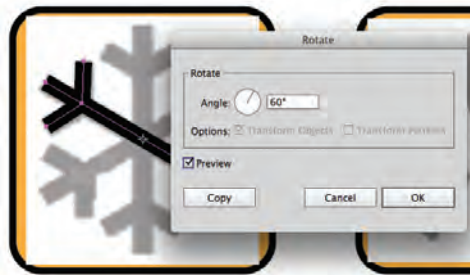 Rotate
Rotate
Angle: 60°
Options: Transform Objects Transform Patterns
Preview
Copy Cancel OK